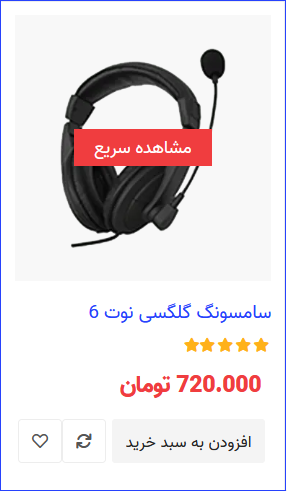 مشاهده سریع
سامسونگ گلگسی نوت 6
720.000 تومان
افزودن به سبد خرید